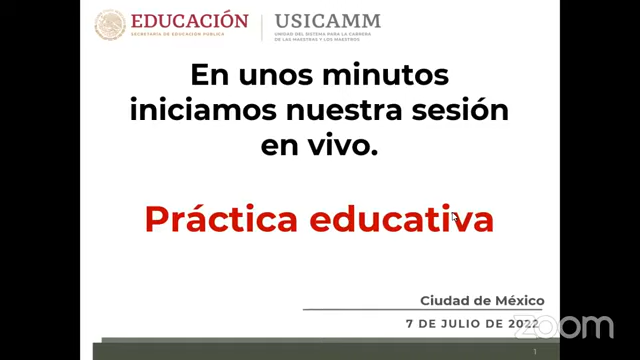 EDUCACIÓN
SECRETARÍA DE EDUCACIÓN PÚBLICA
USICAMM
UNIDAD DEL SISTEMA PARA LA CARRERA
DE LAS MAESTRAS Y LOS MAESTROS
En unos minutos
iniciamos nuestra sesión
en vivo.
Práctica educativa
Ciudad de México
7 DE JULIO DE 2022
zoom
1